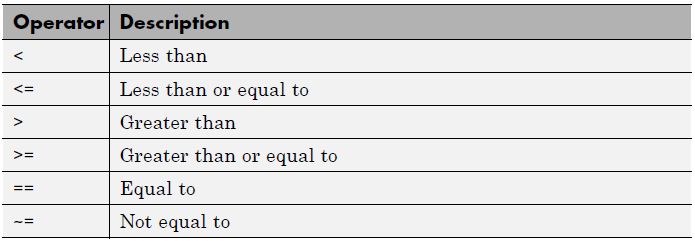 Operator Description
< Less than
<= Less than or equal to
> Greater than
>= Greater than or equal to
== Equal to
~= Not equal to